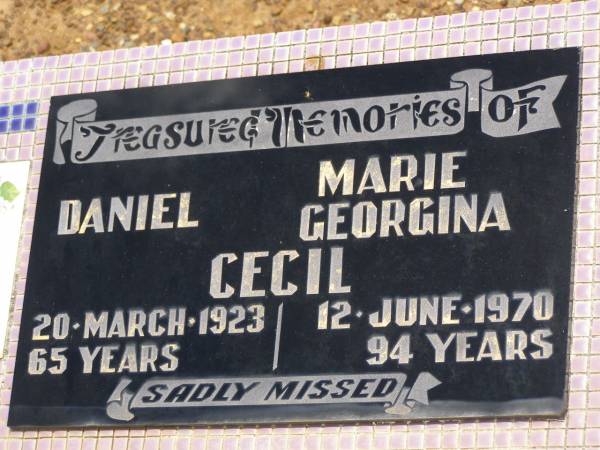 Treasured Memories OF
DANIEL
MARIE
GEORGINA
CECIL
20·MARCH·1923
65 YEARS
12·JUNE·1970
94 YEARS
SADLY MISSED